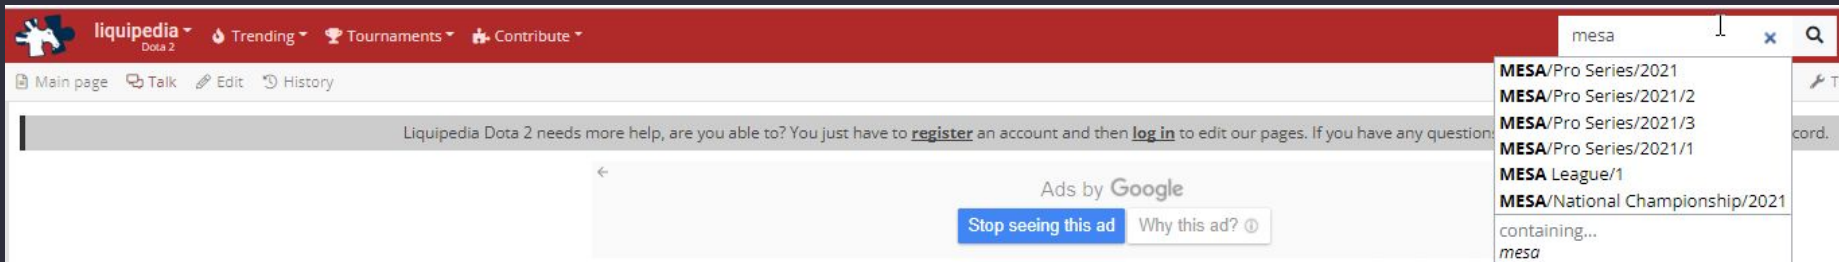 liquipedia
Dota 2
Trending
Tournaments
Contribute
mesa
Main page
Talk
Edit
History
T
MESA/Pro Series/2021
MESA/Pro Series/2021/2
MESA/Pro Series/2021/3
MESA/Pro Series/2021/1
MESA League/1
MESA/National Championship/2021
containing...
mesa
Liquipedia Dota 2 needs more help, are you able to? You just have to register an account and then log in to edit our pages. If you have any question
cord.
Ads by Google
Stop seeing this ad
Why this ad?